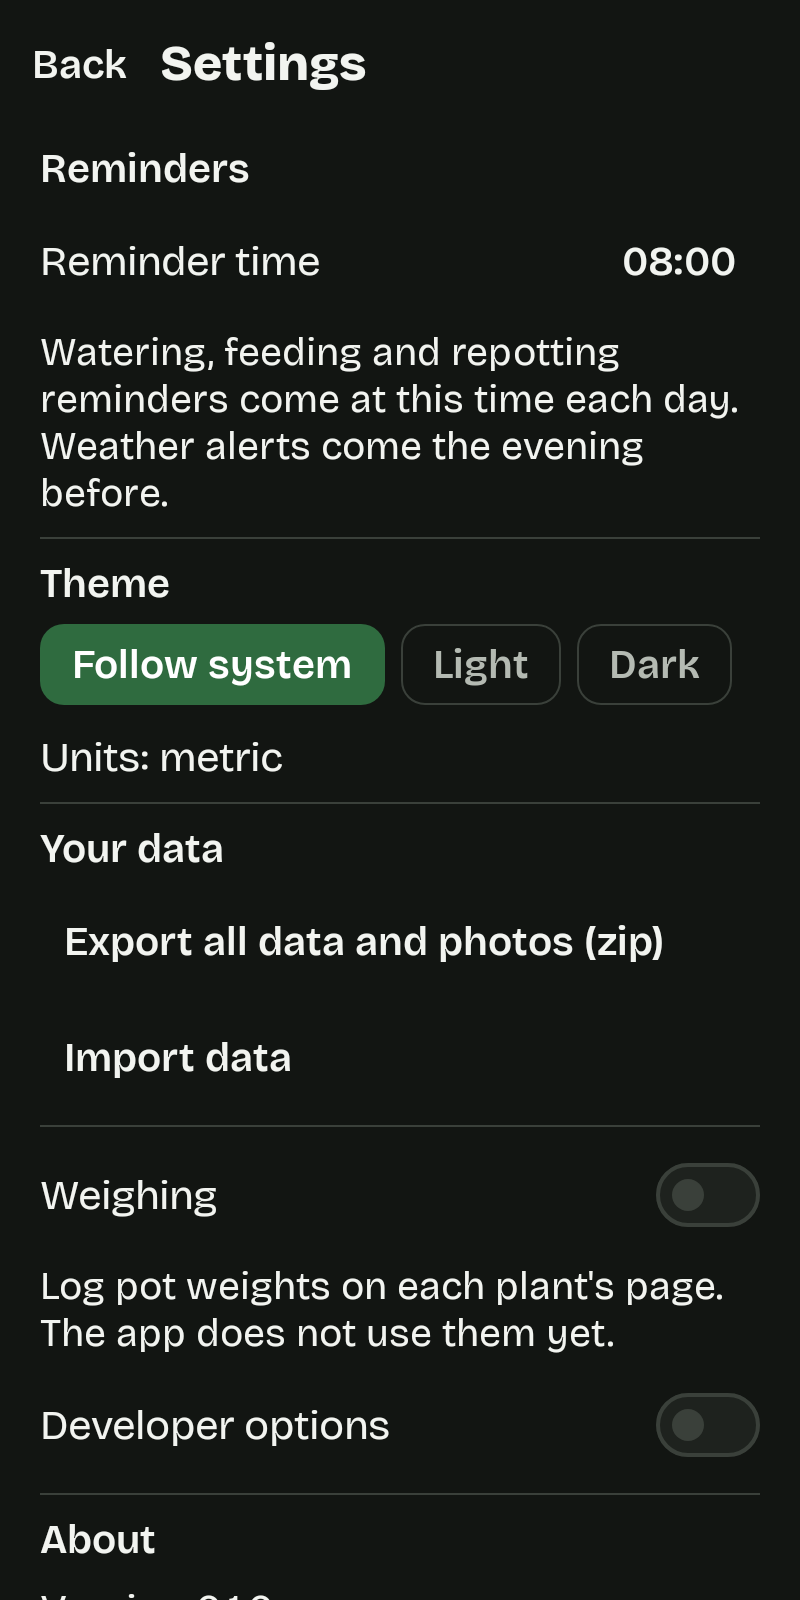 Back Settings
Reminders
Reminder time 08:00
Watering, feeding and repotting
reminders come at this time each day.
Weather alerts come the evening
before.
Theme
Follow system Light Dark
Units: metric
Your data
Export all data and photos (zip)
Import data
Weighing
Log pot weights on each plant's page.
The app does not use them yet.
Developer options
About